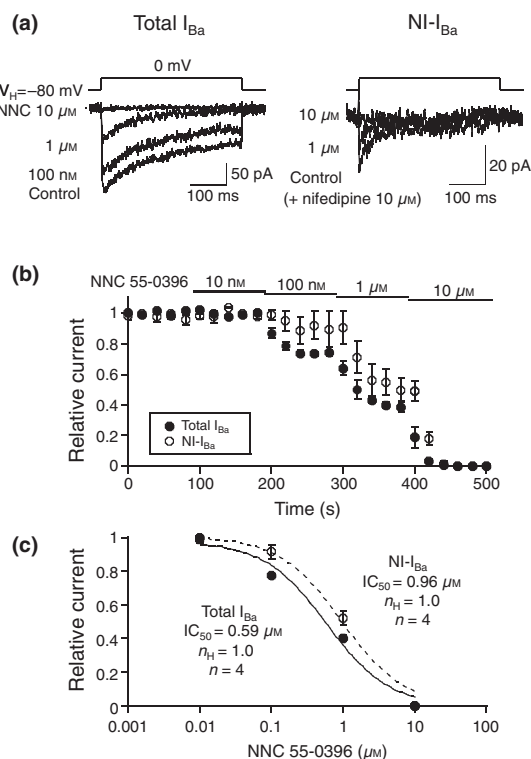 (a)
Total I_Ba
NI-I_Ba
0 mV
V_H=−80 mV
NNC 10 µM
1 µM
100 nM
Control
50 pA
100 ms
10 µM
1 µM
Control
(+ nifedipine 10 µM)
20 pA
100 ms
(b)
NNC 55-0396
10 nM
100 nM
1 µM
10 µM
Relative current
1
0.8
0.6
0.4
0.2
0
Total I_Ba
NI-I_Ba
0
100
200
300
400
500
Time (s)
(c)
Relative current
1
0.8
0.6
0.4
0.2
0
NI-I_Ba
IC50 = 0.96 µM
n_H = 1.0
n = 4
Total I_Ba
IC50 = 0.59 µM
n_H = 1.0
n = 4
0.001
0.01
0.1
1
10
100
NNC 55-0396 (µM)